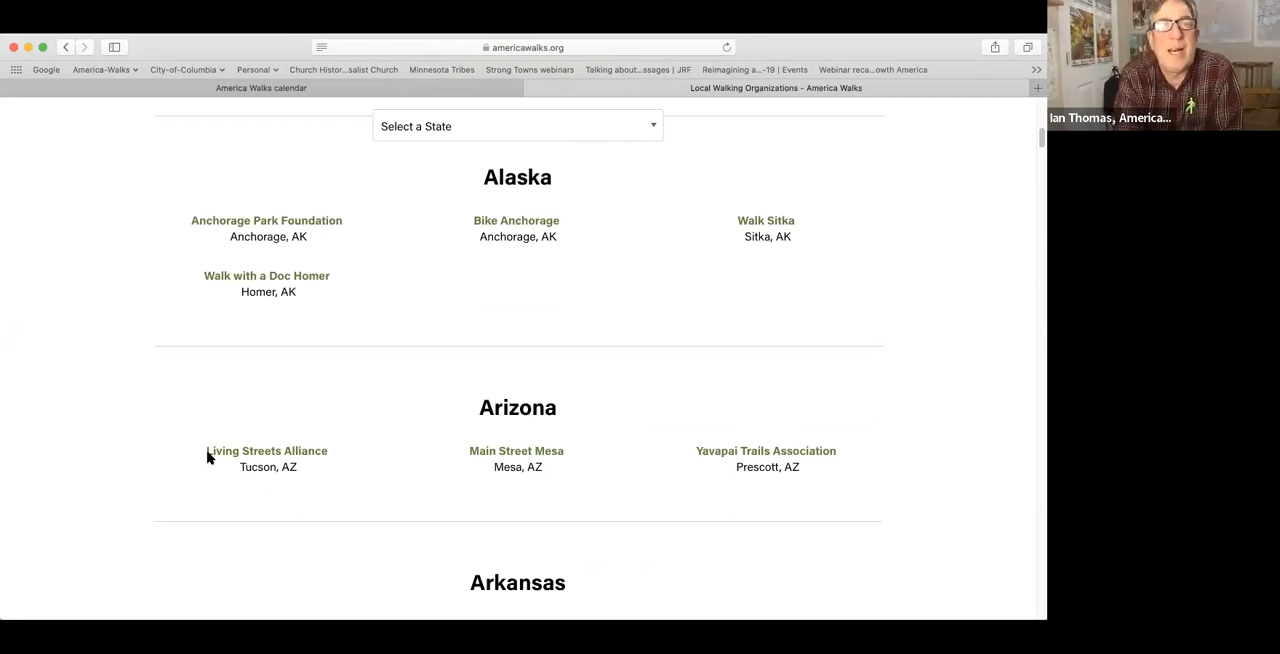 americawalks.org
Google America-Walks City-of-Columbia Personal Church Histor...salist Church Minnesota Tribes Strong Towns webinars Talking about...ssages | JRF Reimagining a...-19 | Events Webinar reca...owth America
America Walks calendar Local Walking Organizations - America Walks
Ian Thomas, America...
Select a State
Alaska
Anchorage Park Foundation Bike Anchorage Walk Sitka
Anchorage, AK Anchorage, AK Sitka, AK
Walk with a Doc Homer
Homer, AK
Arizona
Living Streets Alliance Main Street Mesa Yavapai Trails Association
Tucson, AZ Mesa, AZ Prescott, AZ
Arkansas